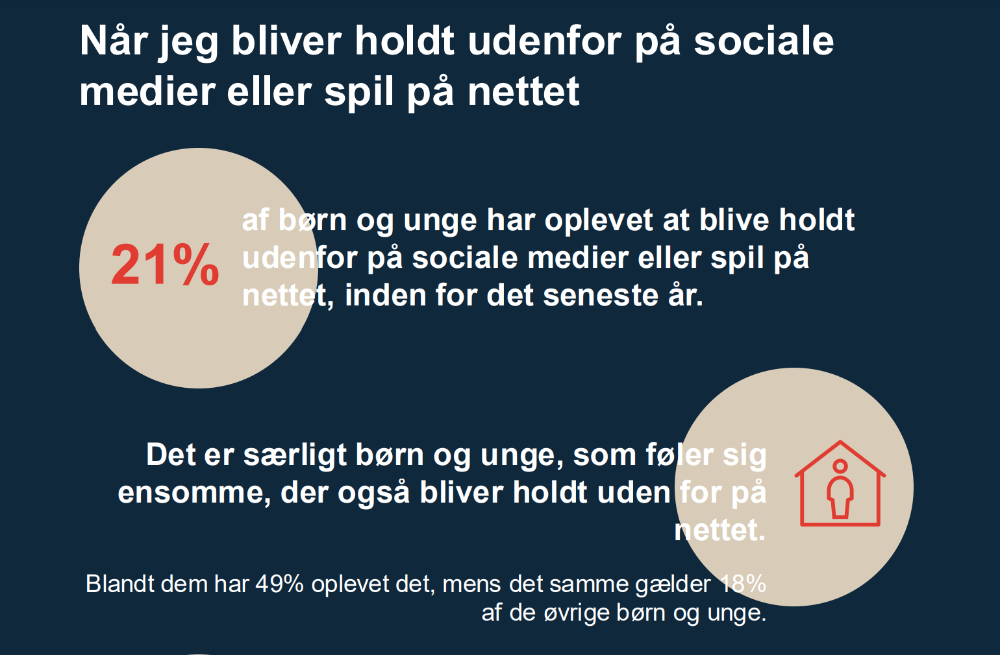 Når jeg bliver holdt udenfor på sociale
medier eller spil på nettet
21%
af børn og unge har oplevet at blive holdt
udenfor på sociale medier eller spil på
nettet, inden for det seneste år.
Det er særligt børn og unge, som føler sig
ensomme, der også bliver holdt uden for på
nettet.
Blandt dem har 49% oplevet det, mens det samme gælder 18%
af de øvrige børn og unge.